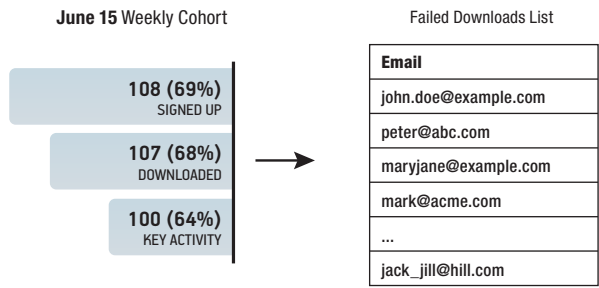 June 15 Weekly Cohort
108 (69%)
SIGNED UP
107 (68%)
DOWNLOADED
100 (64%)
KEY ACTIVITY
Failed Downloads List
Email
john.doe@example.com
peter@abc.com
maryjane@example.com
mark@acme.com
...
jack_jill@hill.com